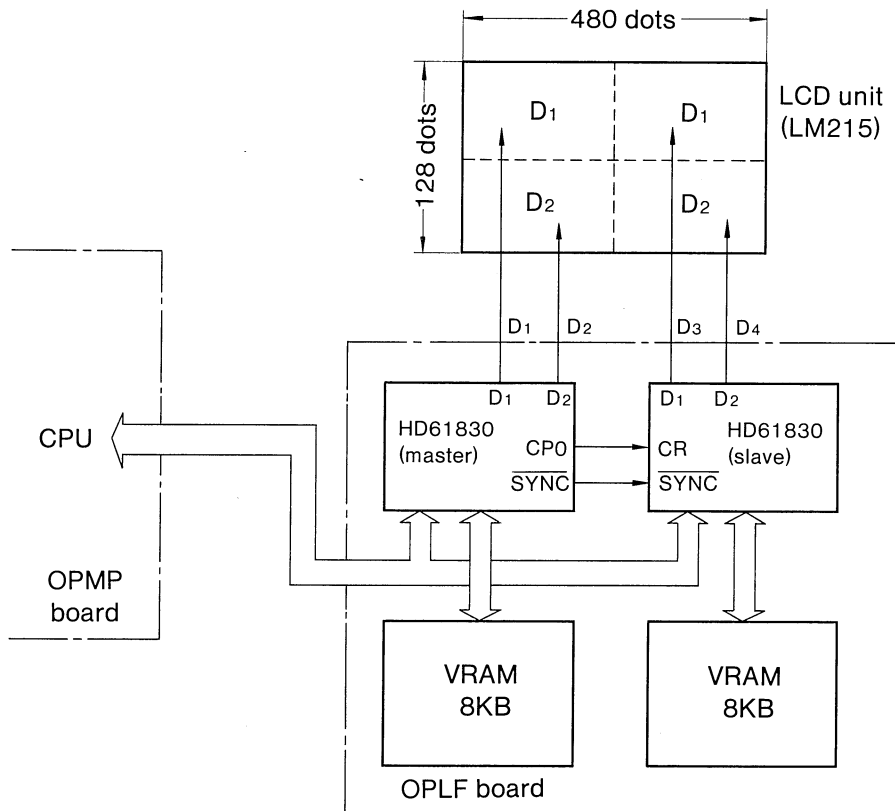 480 dots
128 dots
D1 D1
D2 D2
LCD unit
(LM215)
D1 D2 D3 D4
D1 D2
HD61830
(master)
CPO
SYNC
D1 D2
HD61830
(slave)
CR
SYNC
CPU
OPMP
board
VRAM
8KB
VRAM
8KB
OPLF board